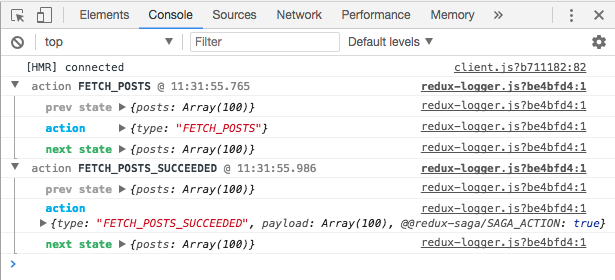 Elements Console Sources Network Performance Memory »
top Filter Default levels
[HMR] connected client.js?b711182:82
action FETCH_POSTS @ 11:31:55.765 redux-logger.js?be4bfd4:1
prev state {posts: Array(100)} redux-logger.js?be4bfd4:1
action {type: "FETCH_POSTS"} redux-logger.js?be4bfd4:1
next state {posts: Array(100)} redux-logger.js?be4bfd4:1
action FETCH_POSTS_SUCCEEDED @ 11:31:55.986 redux-logger.js?be4bfd4:1
prev state {posts: Array(100)} redux-logger.js?be4bfd4:1
action redux-logger.js?be4bfd4:1
{type: "FETCH_POSTS_SUCCEEDED", payload: Array(100), @@redux-saga/SAGA_ACTION: true}
next state {posts: Array(100)} redux-logger.js?be4bfd4:1
>